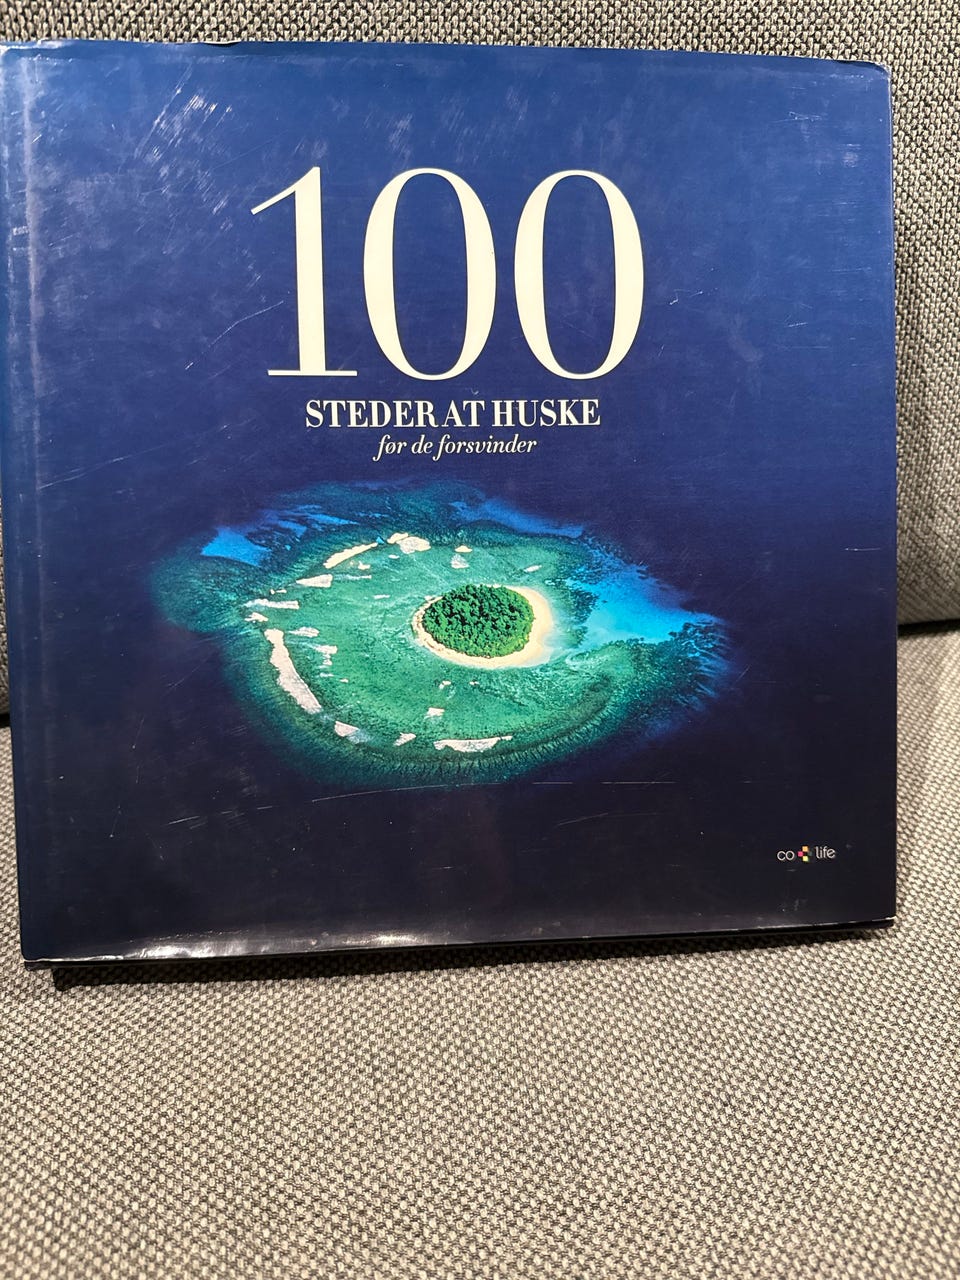 100
STEDER AT HUSKE
før de forsvinder
co life